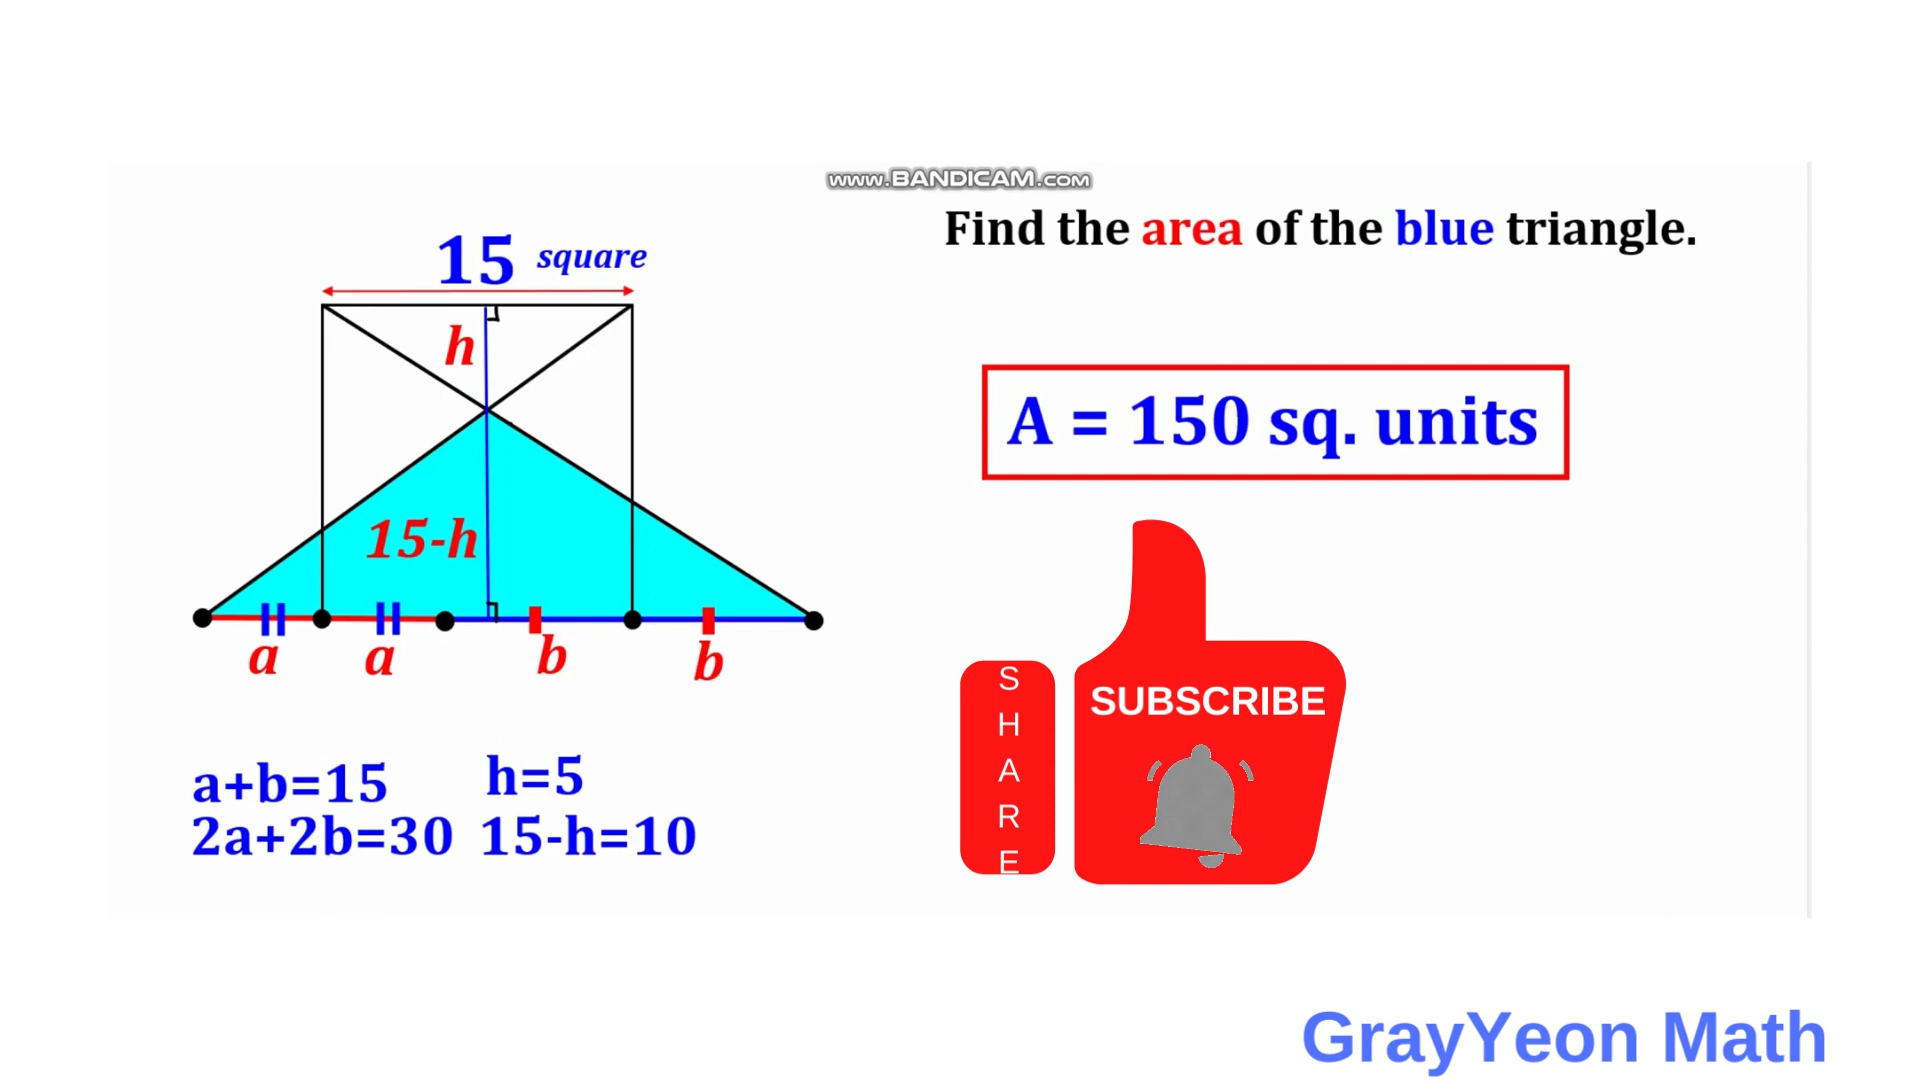 www.BANDICAM.com
Find the area of the blue triangle.
15 square
h
A = 150 sq. units
15-h
a a b b
a+b=15 h=5
2a+2b=30 15-h=10
SHARE
SUBSCRIBE
GrayYeon Math